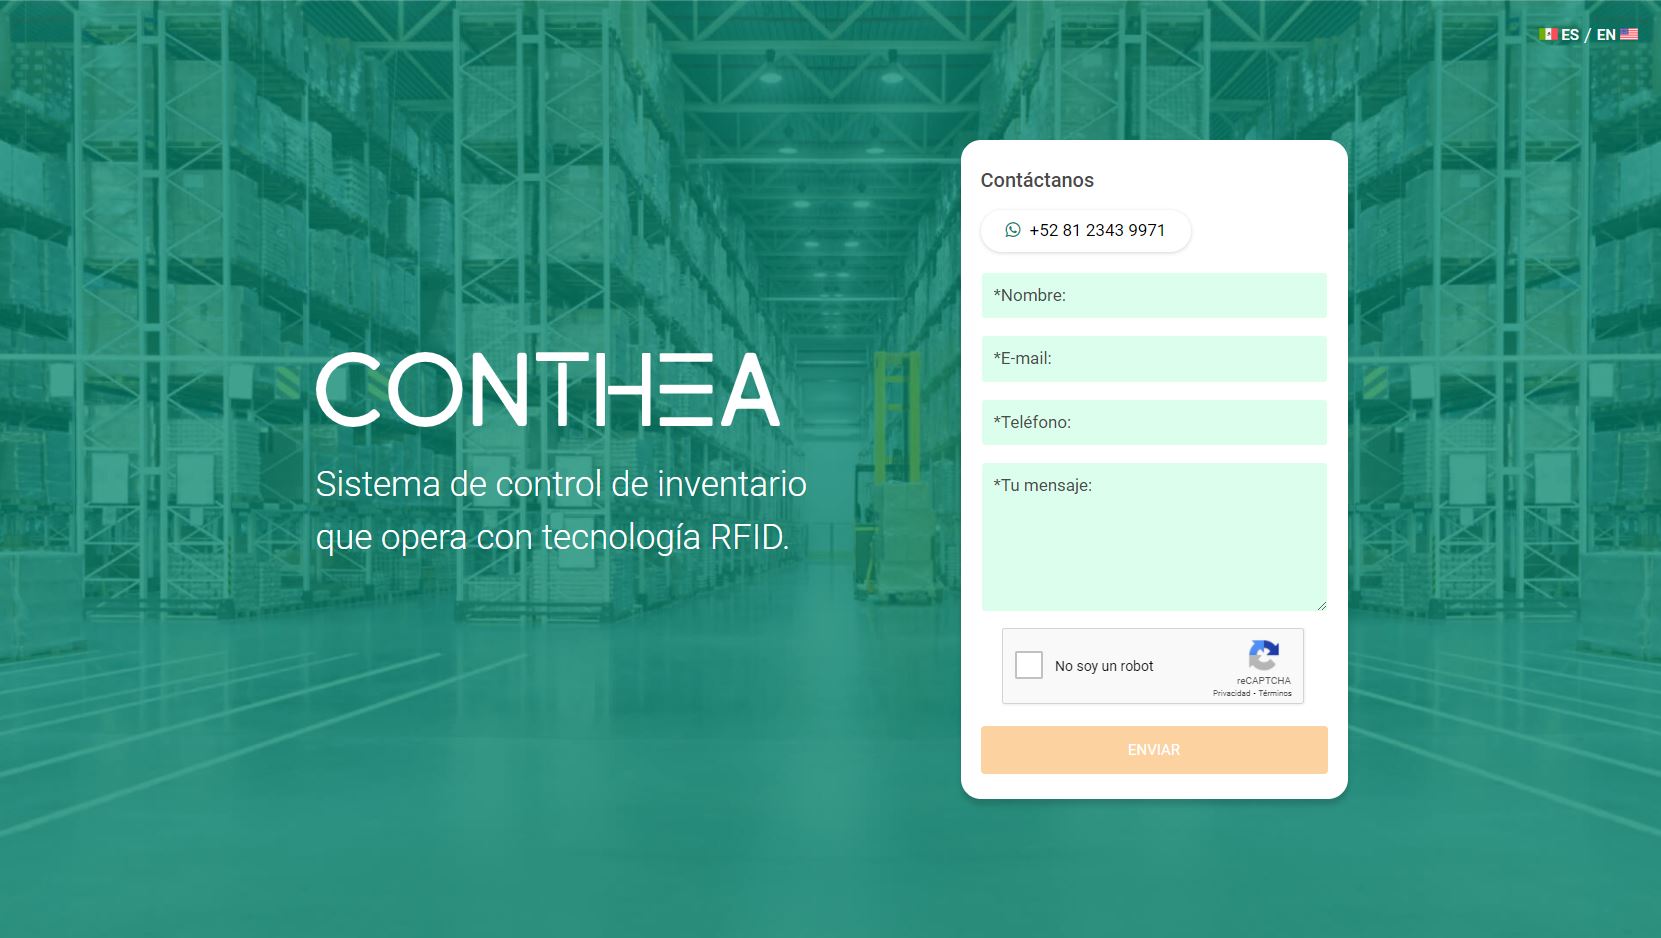 ES / EN
CONTHEA
Sistema de control de inventario
que opera con tecnología RFID.
Contáctanos
+52 81 2343 9971
*Nombre:
*E-mail:
*Teléfono:
*Tu mensaje:
No soy un robot
reCAPTCHA
Privacidad - Términos
ENVIAR